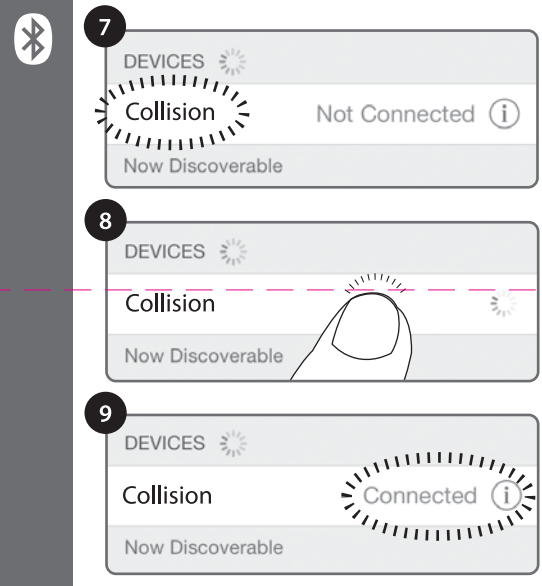 7
DEVICES
Collision Not Connected i
Now Discoverable
8
DEVICES
Collision
Now Discoverable
9
DEVICES
Collision Connected i
Now Discoverable